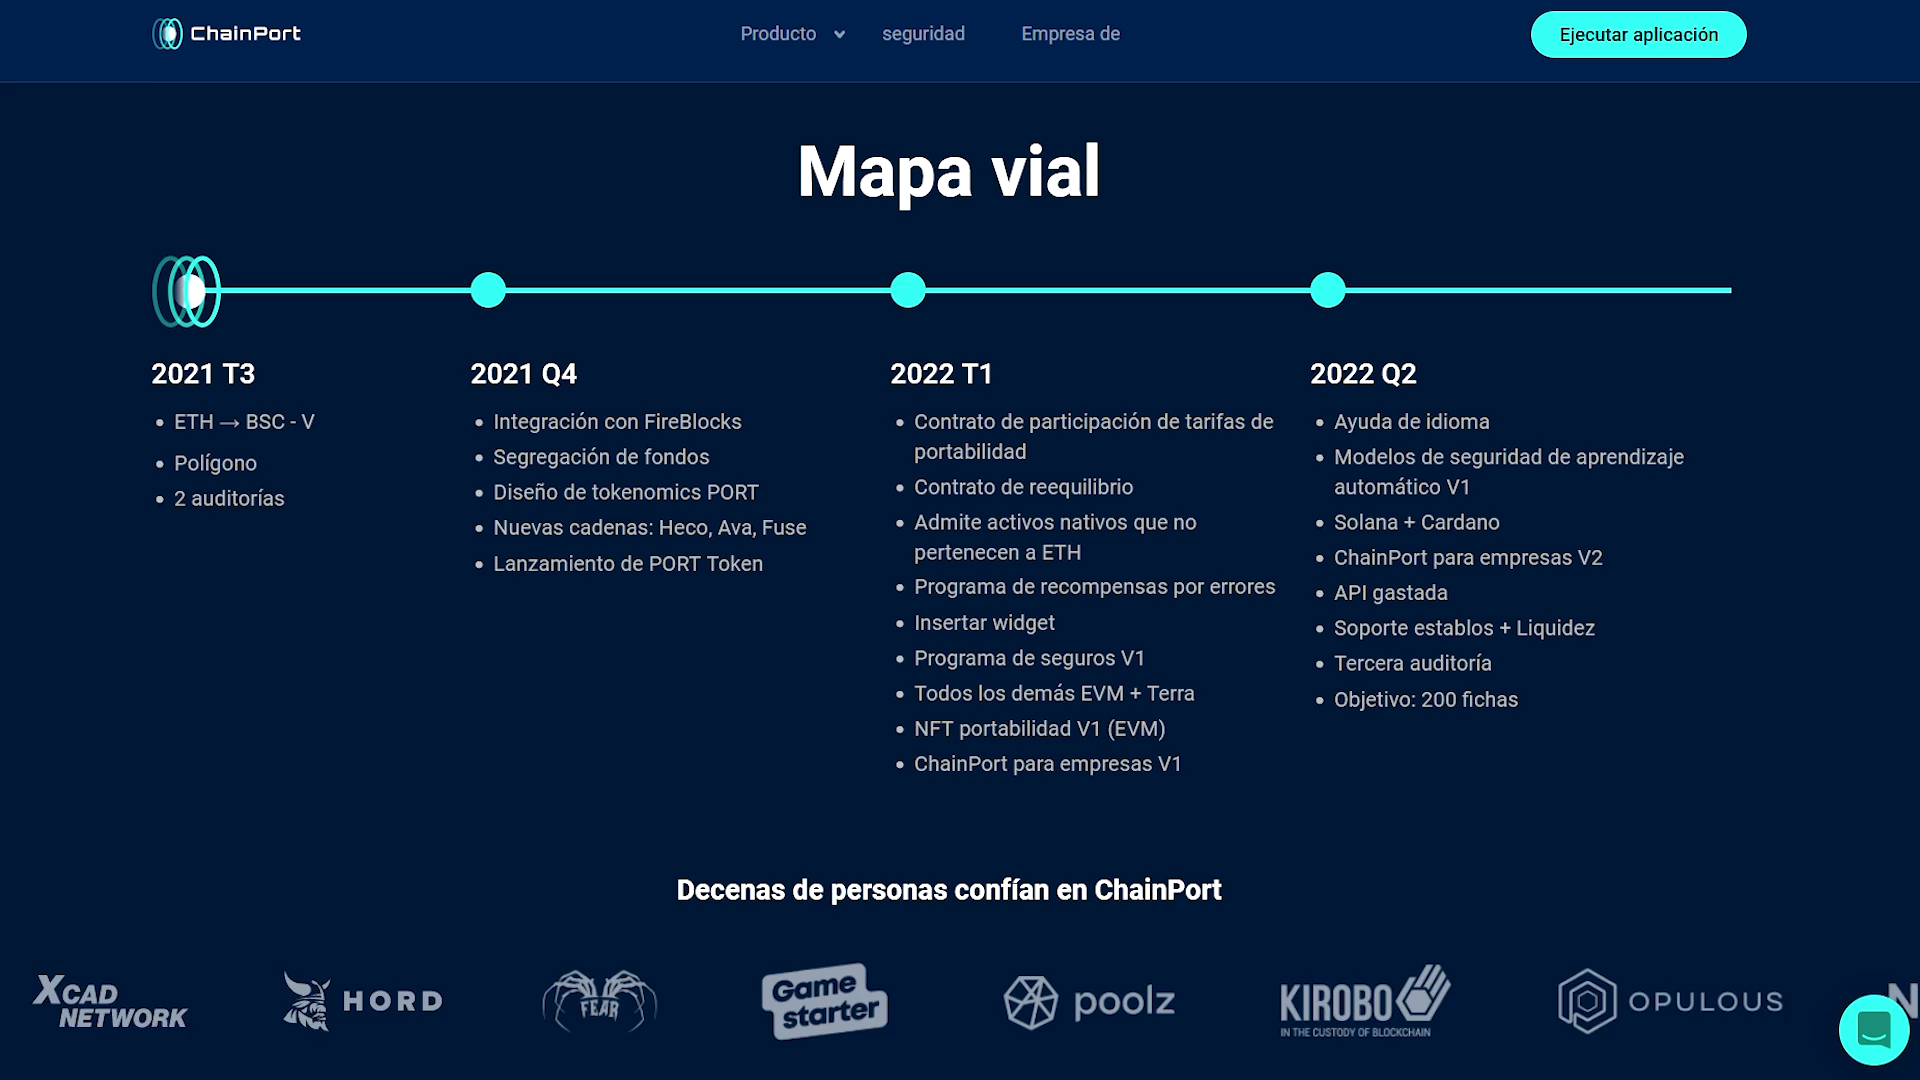 ChainPort
Producto
seguridad
Empresa de
Ejecutar aplicación
Mapa vial
2021 T3
ETH → BSC - V
Polígono
2 auditorías
2021 Q4
Integración con FireBlocks
Segregación de fondos
Diseño de tokenomics PORT
Nuevas cadenas: Heco, Ava, Fuse
Lanzamiento de PORT Token
2022 T1
Contrato de participación de tarifas de
portabilidad
Contrato de reequilibrio
Admite activos nativos que no
pertenecen a ETH
Programa de recompensas por errores
Insertar widget
Programa de seguros V1
Todos los demás EVM + Terra
NFT portabilidad V1 (EVM)
ChainPort para empresas V1
2022 Q2
Ayuda de idioma
Modelos de seguridad de aprendizaje
automático V1
Solana + Cardano
ChainPort para empresas V2
API gastada
Soporte establos + Liquidez
Tercera auditoría
Objetivo: 200 fichas
Decenas de personas confían en ChainPort
XCAD
NETWORK
HORD
FEAR
Game
starter
poolz
KIROBO
IN THE CUSTODY OF BLOCKCHAIN
OPULOUS
N